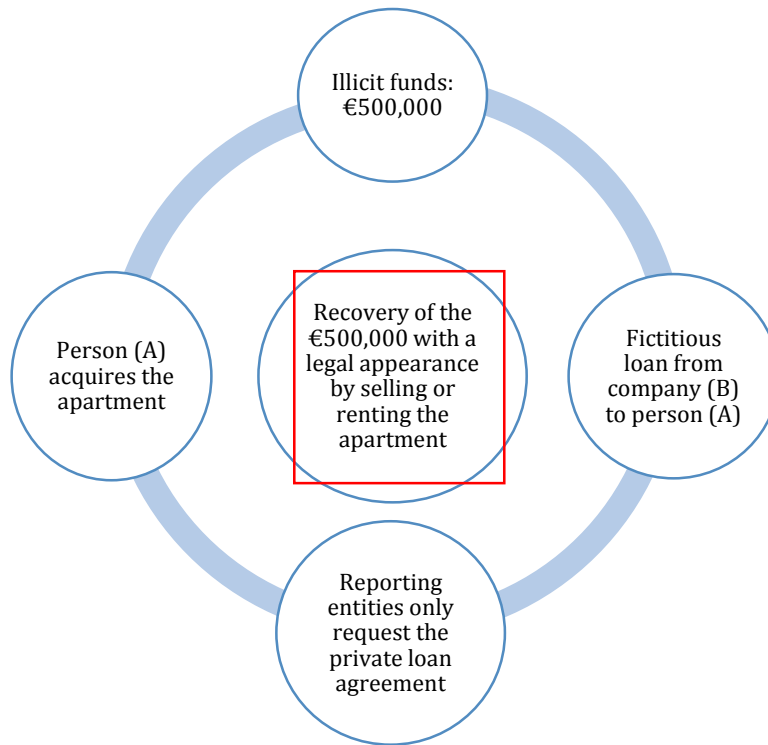 Illicit funds:
€500,000
Person (A)
acquires the
apartment
Recovery of the
€500,000 with a
legal appearance
by selling or
renting the
apartment
Fictitious
loan from
company (B)
to person (A)
Reporting
entities only
request the
private loan
agreement